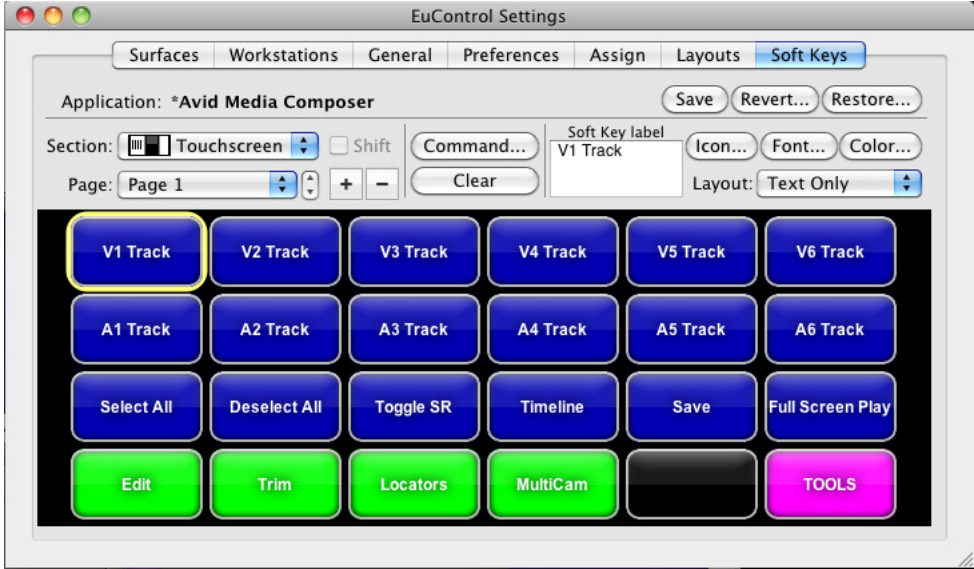 EuControl Settings
Surfaces Workstations General Preferences Assign Layouts Soft Keys
Application: *Avid Media Composer Save Revert... Restore...
Section: Touchscreen Shift Command... Soft Key label Icon... Font... Color...
V1 Track
Page: Page 1 + − Clear Layout: Text Only
V1 Track V2 Track V3 Track V4 Track V5 Track V6 Track
A1 Track A2 Track A3 Track A4 Track A5 Track A6 Track
Select All Deselect All Toggle SR Timeline Save Full Screen Play
Edit Trim Locators MultiCam TOOLS